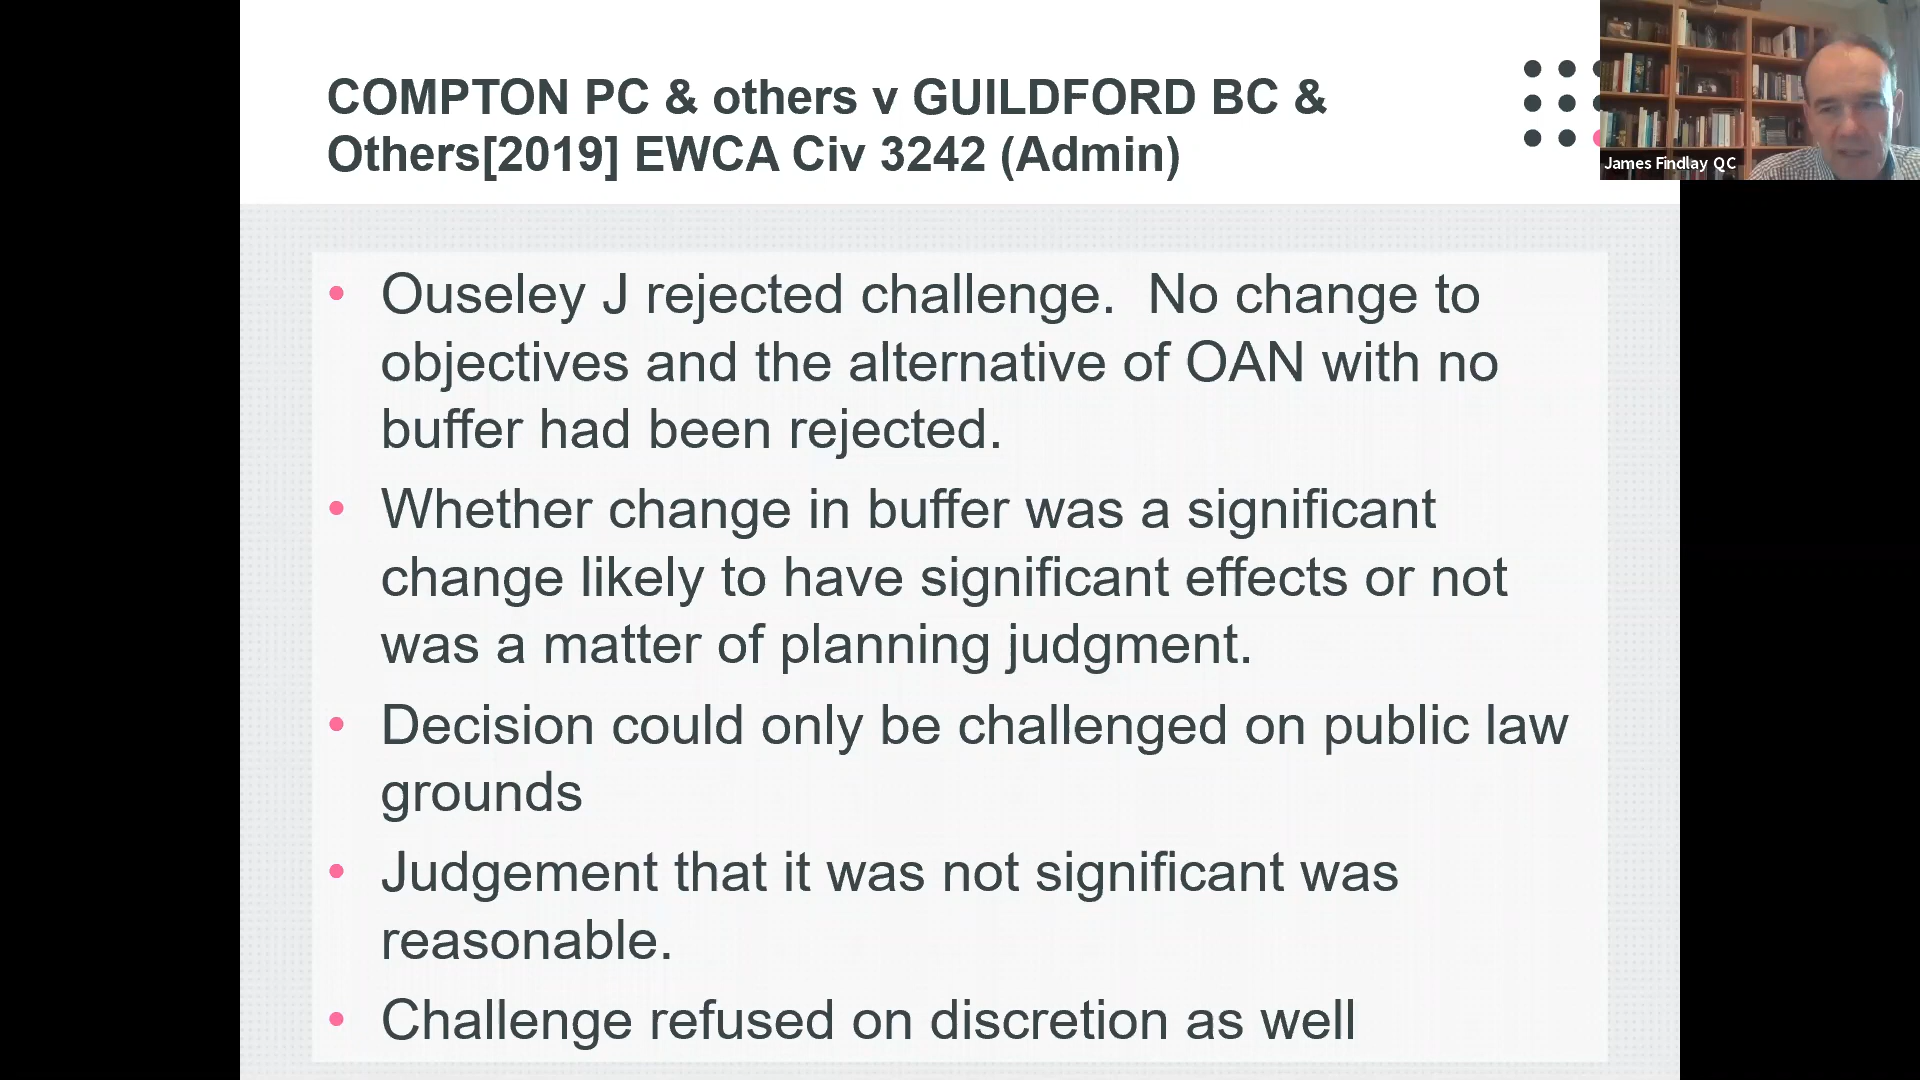 COMPTON PC & others v GUILDFORD BC &
Others[2019] EWCA Civ 3242 (Admin)
James Findlay QC
• Ouseley J rejected challenge.  No change to
objectives and the alternative of OAN with no
buffer had been rejected.
• Whether change in buffer was a significant
change likely to have significant effects or not
was a matter of planning judgment.
• Decision could only be challenged on public law
grounds
• Judgement that it was not significant was
reasonable.
• Challenge refused on discretion as well